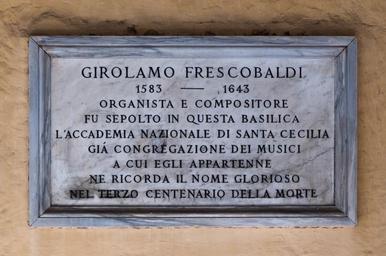 GIROLAMO FRESCOBALDI
1583 — 1643
ORGANISTA E COMPOSITORE
FU SEPOLTO IN QUESTA BASILICA
L'ACCADEMIA NAZIONALE DI SANTA CECILIA
GIÁ CONGREGAZIONE DEI MUSICI
A CUI EGLI APPARTENNE
NE RICORDA IL NOME GLORIOSO
NEL TERZO CENTENARIO DELLA MORTE